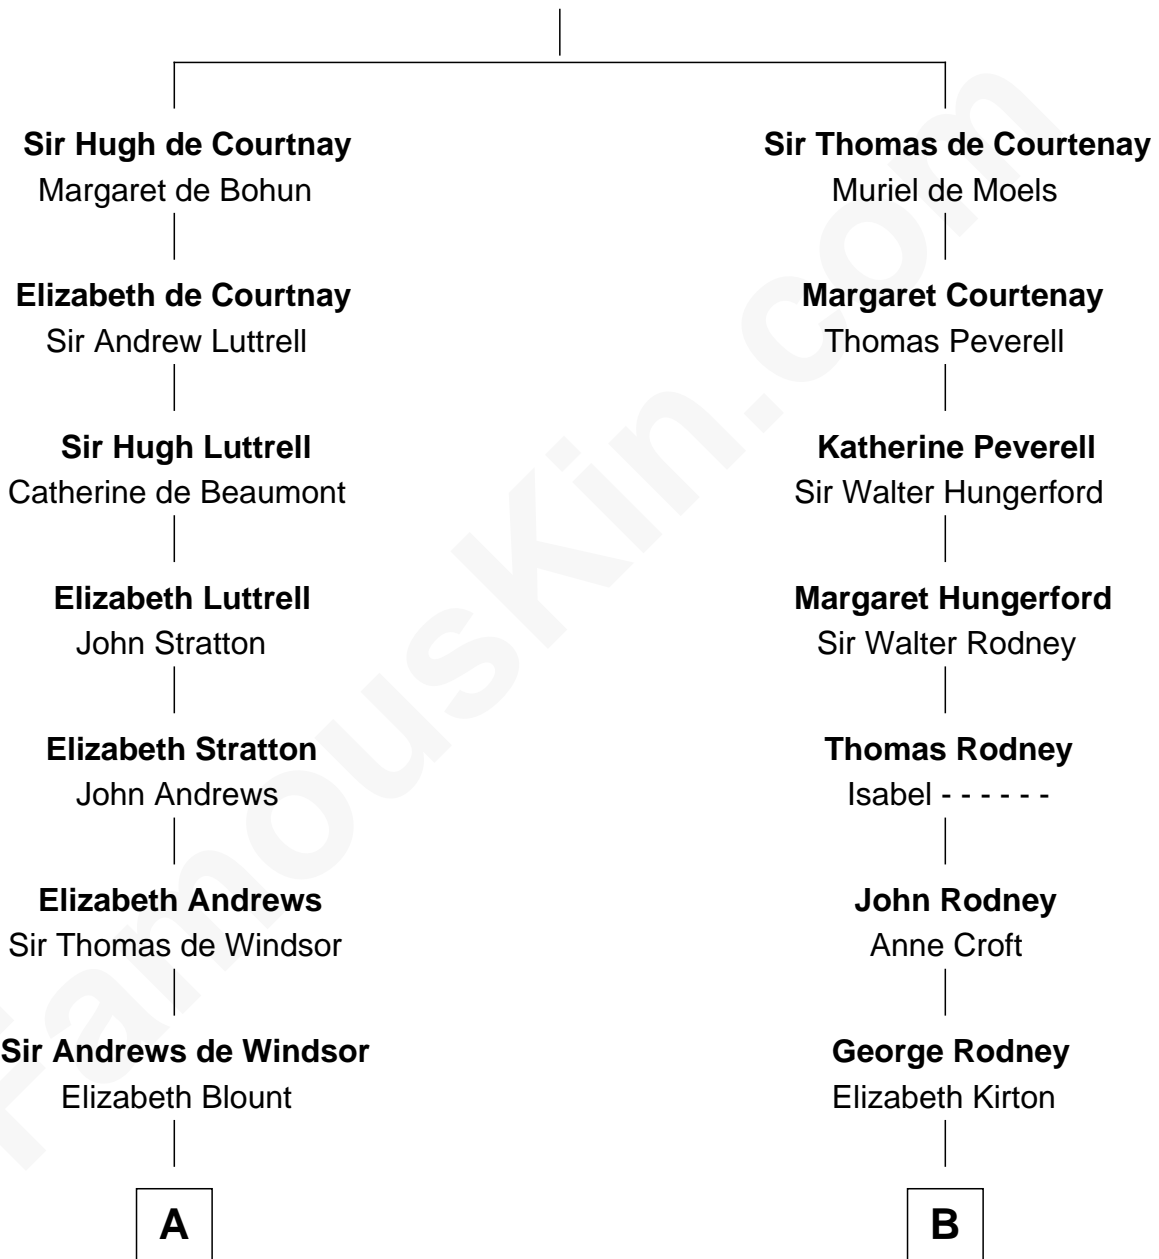 Sir Hugh de Courtnay
Margaret de Bohun
Elizabeth de Courtnay
Sir Andrew Luttrell
Sir Hugh Luttrell
Catherine de Beaumont
Elizabeth Luttrell
John Stratton
Elizabeth Stratton
John Andrews
Elizabeth Andrews
Sir Thomas de Windsor
Sir Andrews de Windsor
Elizabeth Blount
A
Sir Thomas de Courtenay
Muriel de Moels
Margaret Courtenay
Thomas Peverell
Katherine Peverell
Sir Walter Hungerford
Margaret Hungerford
Sir Walter Rodney
Thomas Rodney
Isabel - - - - - -
John Rodney
Anne Croft
George Rodney
Elizabeth Kirton
B
FamousKin.com